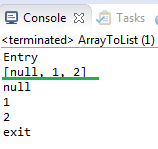 Console Tasks
<terminated> ArrayToList (1)
Entry
[null, 1, 2]
null
1
2
exit